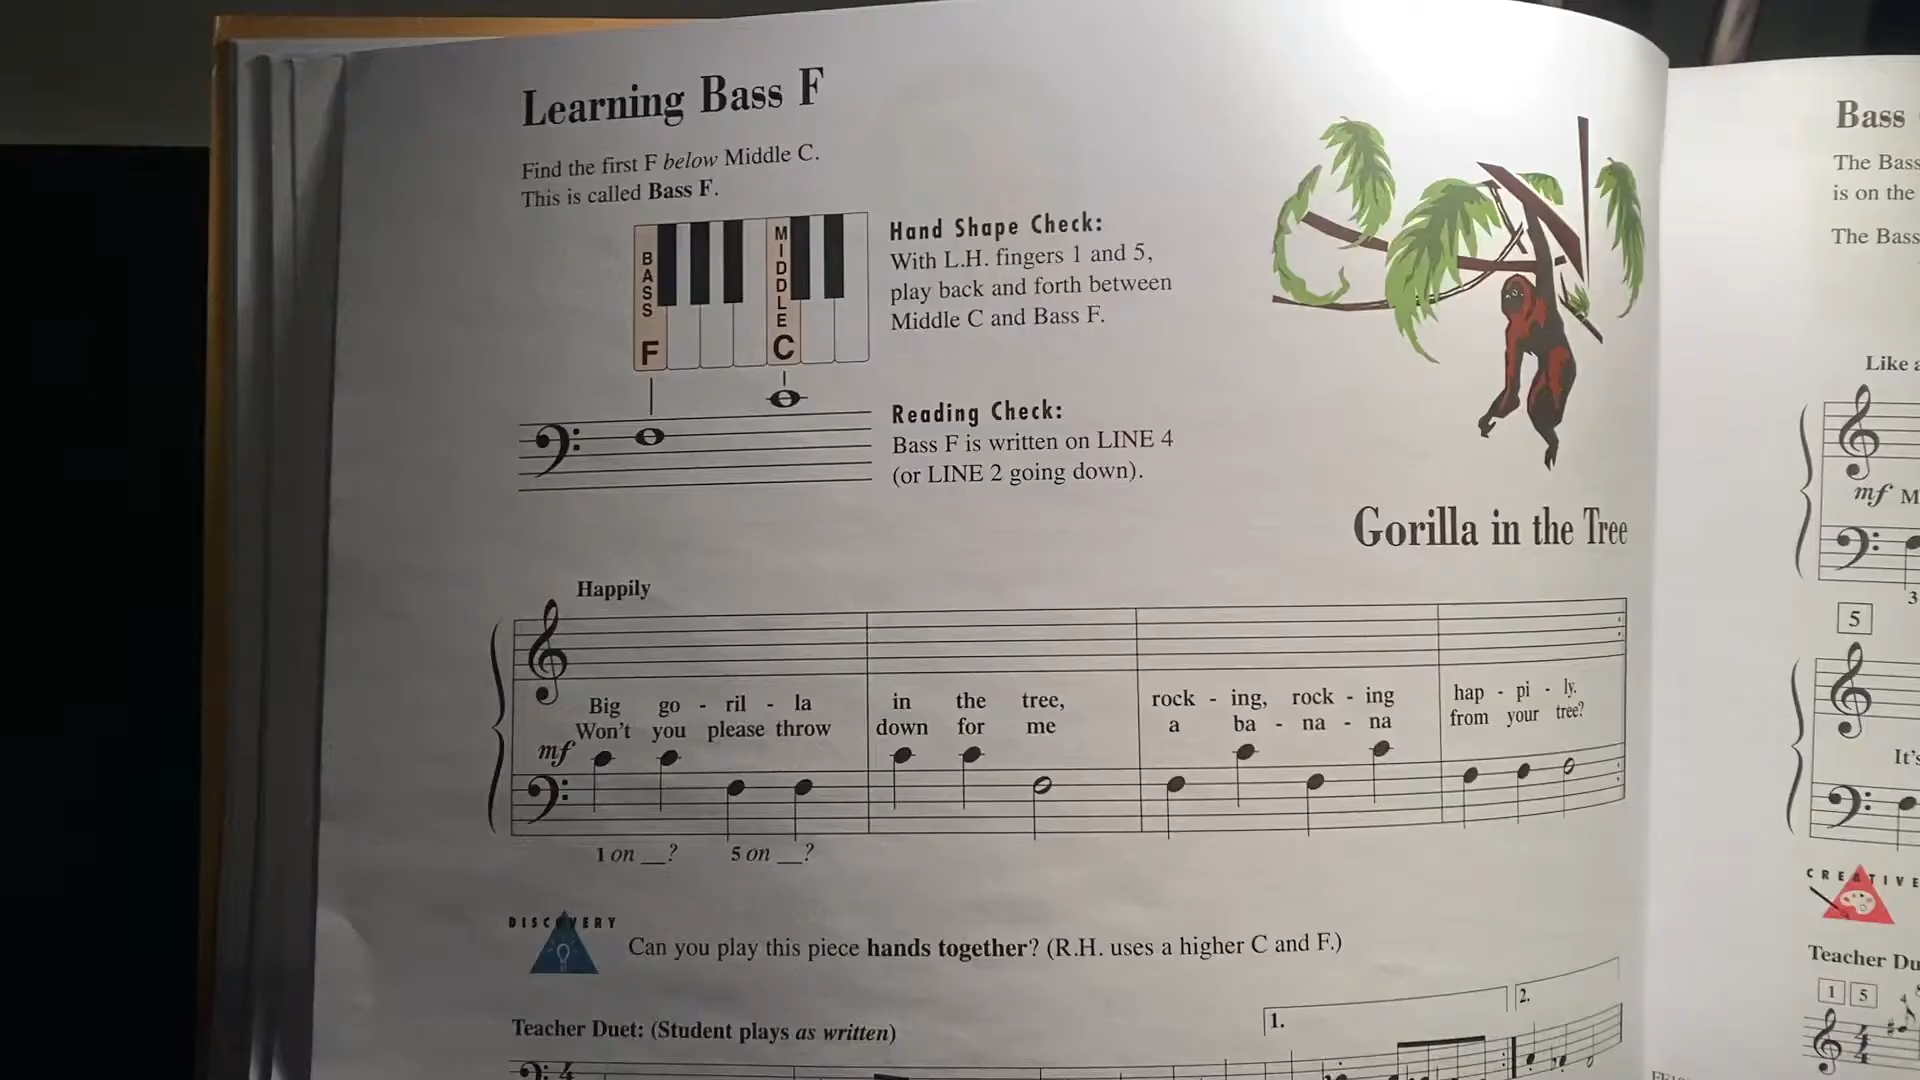 Learning Bass F
Find the first F below Middle C.
This is called Bass F.
BASS
F
MIDDLE
C
Hand Shape Check:
With L.H. fingers 1 and 5,
play back and forth between
Middle C and Bass F.
Reading Check:
Bass F is written on LINE 4
(or LINE 2 going down).
Gorilla in the Tree
Happily
Big go - ril - la in the tree, rock - ing, rock - ing hap - pi - ly.
Won't you please throw down for me a ba - na - na from your tree?
mf
1 on __? 5 on __?
DISCOVERY
Can you play this piece hands together? (R.H. uses a higher C and F.)
Teacher Duet: (Student plays as written)
1.
2.
4
Bass
The Bass
is on the
The Bass
Like
mf
3
5
It's
CREATIVE
Teacher Du
1 5
4
4